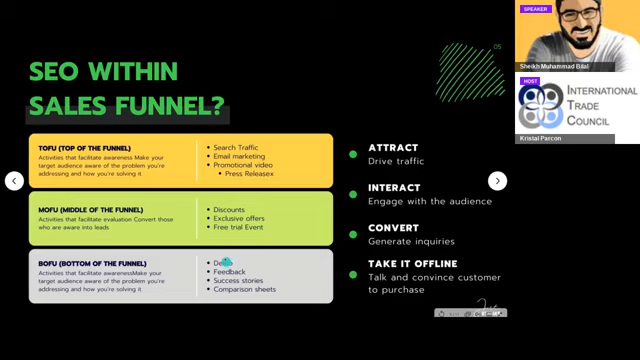 SEO WITHIN
SALES FUNNEL?
05
TOFU (TOP OF THE FUNNEL)
Activities that facilitate awareness. Make your
target audience aware of the problem you're
addressing and how you're solving it.
Search Traffic
Email marketing
Promotional video
Press Releasex
MOFU (MIDDLE OF THE FUNNEL)
Activities that facilitate evaluation Convert those
who are aware into leads
Discounts
Exclusive offers
Free trial Event
BOFU (BOTTOM OF THE FUNNEL)
Activities that facilitate awarenessMake your
target audience aware of the problem you're
addressing and how you're solving it.
Feedback
Success stories
Comparison sheets
ATTRACT
Drive traffic
INTERACT
Engage with the audience
CONVERT
Generate inquiries
TAKE IT OFFLINE
Talk and convince customer
to purchase
SPEAKER
Sheikh Muhammad Bilal
HOST
INTERNATIONAL
TRADE
COUNCIL
Kristal Parcon